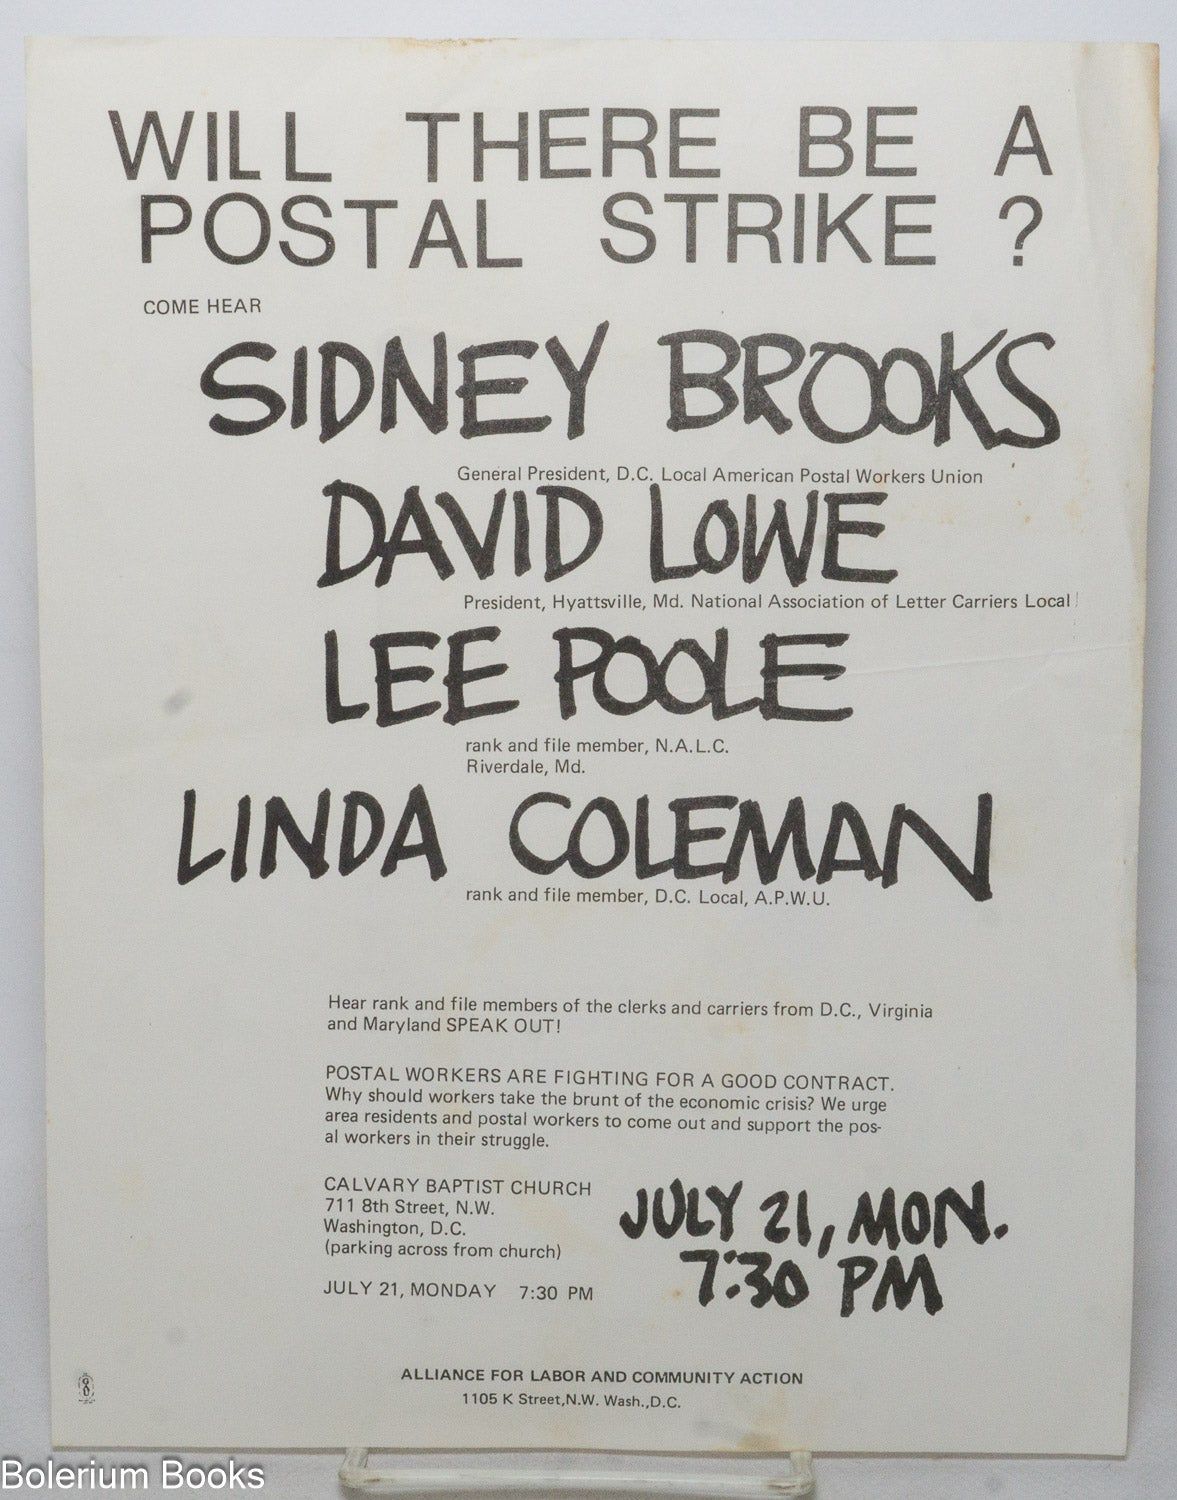 WILL THERE BE A
POSTAL STRIKE ?
COME HEAR
SIDNEY BROOKS
General President, D.C. Local American Postal Workers Union
DAVID LOWE
President, Hyattsville, Md. National Association of Letter Carriers Local
LEE POOLE
rank and file member, N.A.L.C.
Riverdale, Md.
LINDA COLEMAN
rank and file member, D.C. Local, A.P.W.U.
Hear rank and file members of the clerks and carriers from D.C., Virginia
and Maryland SPEAK OUT!
POSTAL WORKERS ARE FIGHTING FOR A GOOD CONTRACT.
Why should workers take the brunt of the economic crisis? We urge
area residents and postal workers to come out and support the pos-
al workers in their struggle.
CALVARY BAPTIST CHURCH
711 8th Street, N.W.
Washington, D.C.
(parking across from church)
JULY 21, MONDAY 7:30 PM
JULY 21, MON.
7:30 PM
ALLIANCE FOR LABOR AND COMMUNITY ACTION
1105 K Street,N.W. Wash.,D.C.
Bolerium Books